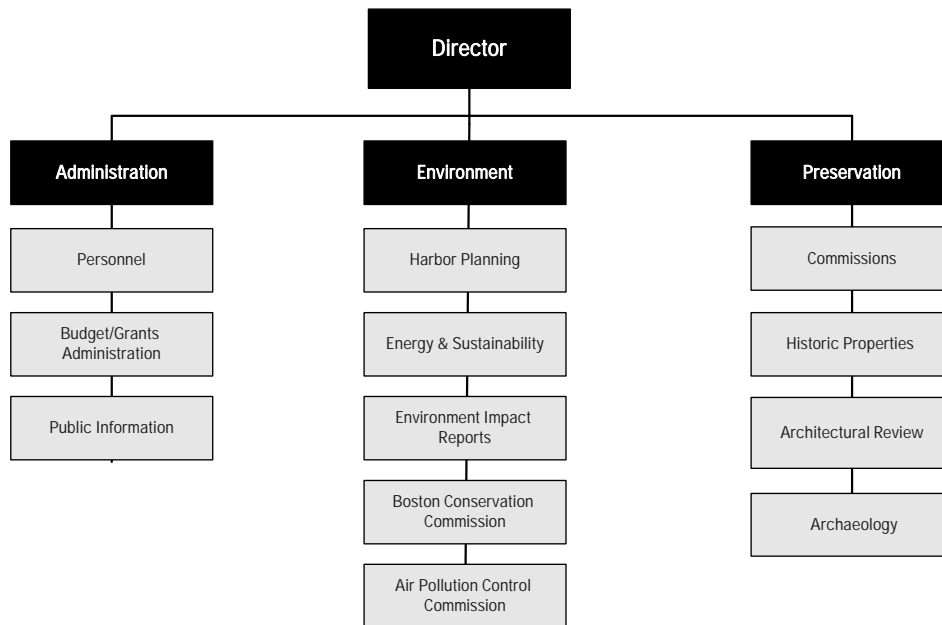 Director
Administration
Environment
Preservation
Personnel
Budget/Grants
Administration
Public Information
Harbor Planning
Energy & Sustainability
Environment Impact
Reports
Boston Conservation
Commission
Air Pollution Control
Commission
Commissions
Historic Properties
Architectural Review
Archaeology